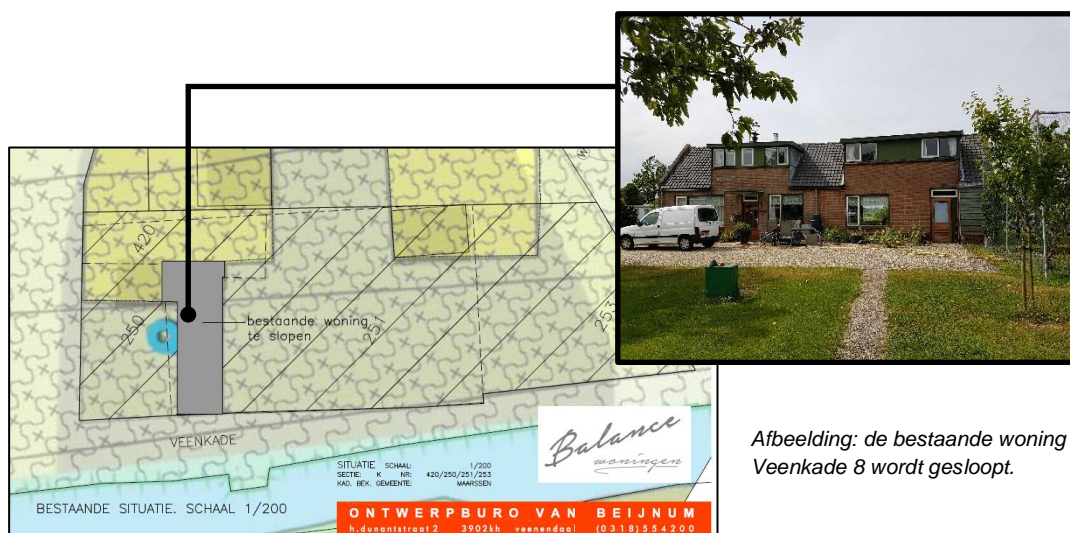 420
250
bestaande woning
te slopen
251
253
VEENKADE
SITUATIE SCHAAL: 1/200
SECTIE: K NR: 420/250/251/253
KAD. BEK. GEMEENTE: MAARSSEN
BESTAANDE SITUATIE. SCHAAL 1/200
Balance
woningen
ONTWERPBURO VAN BEIJNUM
h.dunantstraat 2 3902kh veenendaal (0318)554200
Afbeelding: de bestaande woning
Veenkade 8 wordt gesloopt.